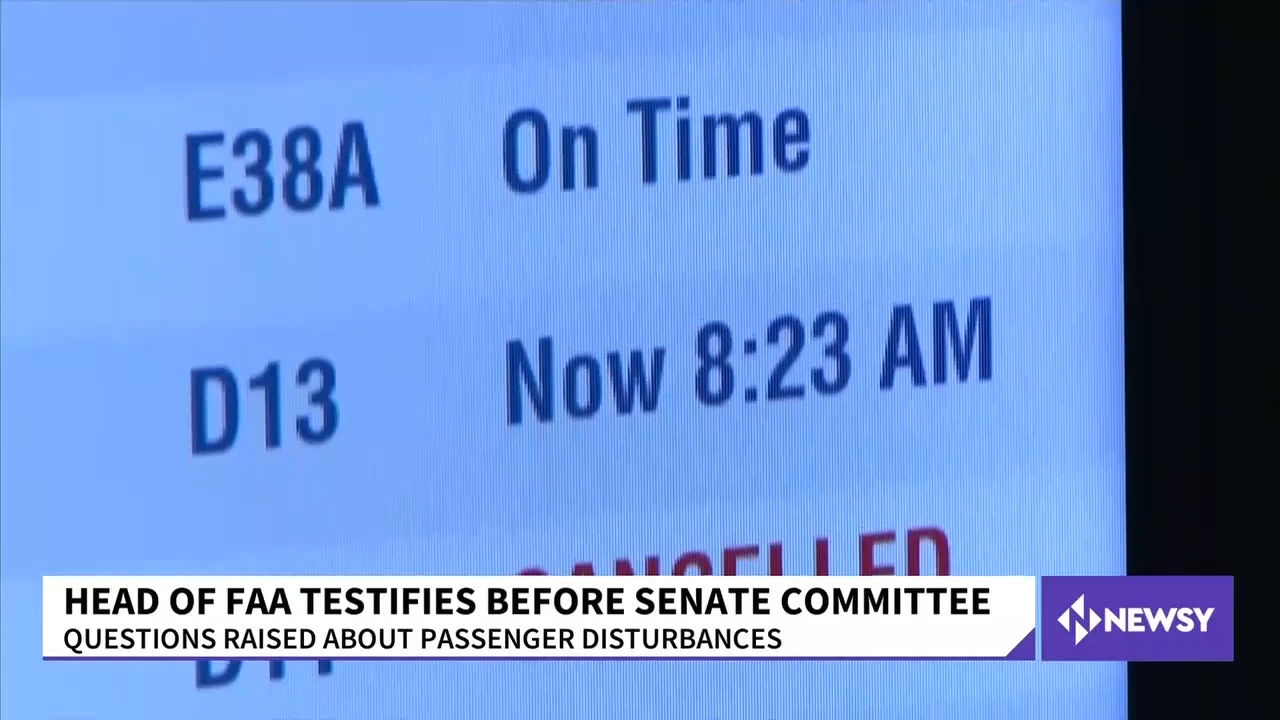 E38A On Time
D13 Now 8:23 AM
CANCELLED
HEAD OF FAA TESTIFIES BEFORE SENATE COMMITTEE
QUESTIONS RAISED ABOUT PASSENGER DISTURBANCES
NEWSY